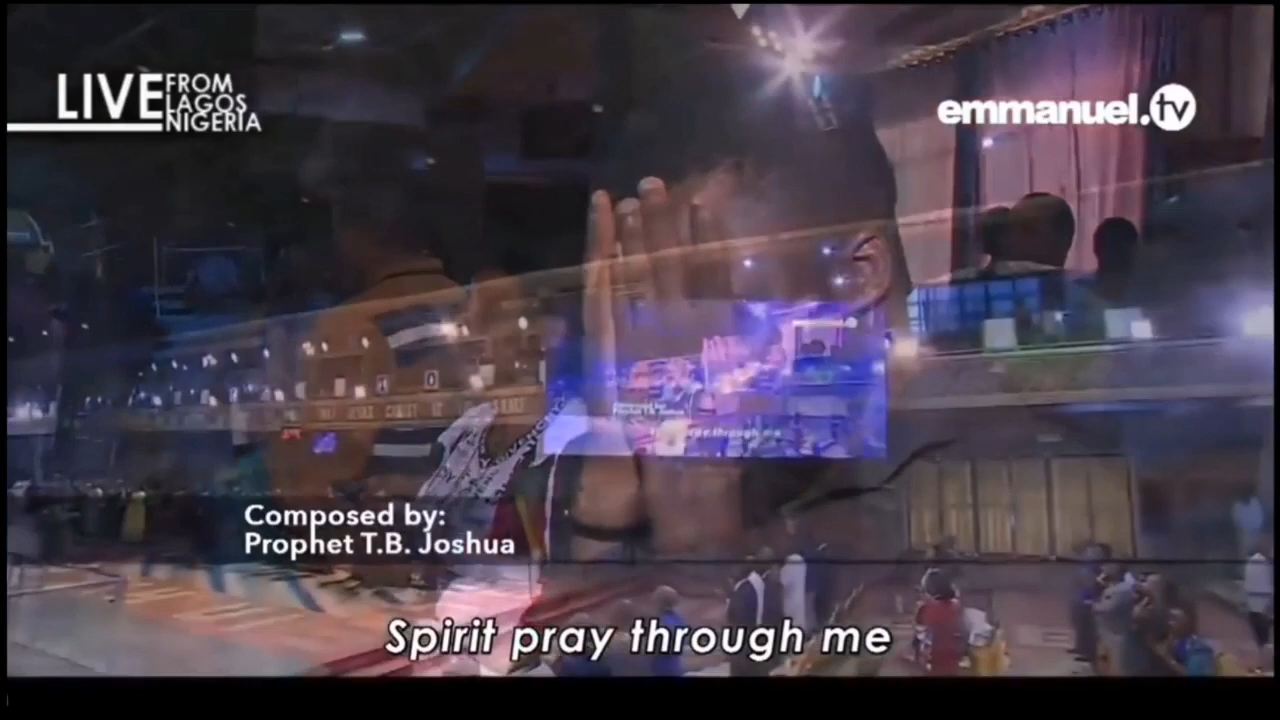 LIVE FROM
LAGOS
NIGERIA
emmanuel.tv
Composed by:
Prophet T.B. Joshua
Spirit pray through me